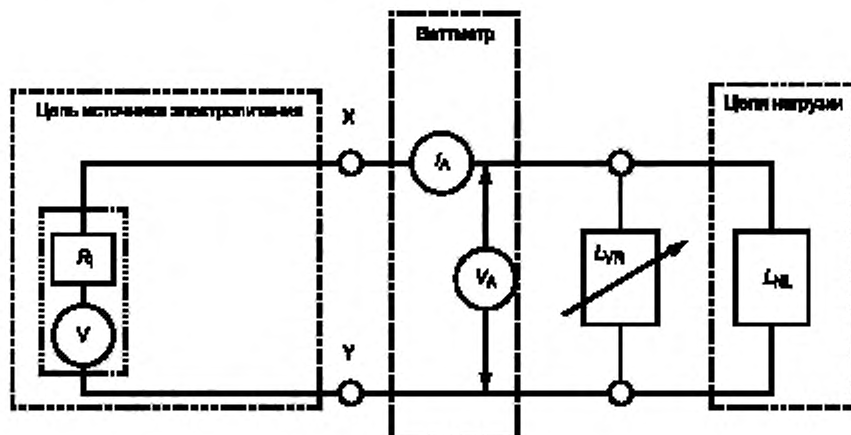 Ваттметр
Цепь источника электропитания
X
Цепи нагрузки
I_A
R_I
L_VR
L_NL
V_A
V
Y